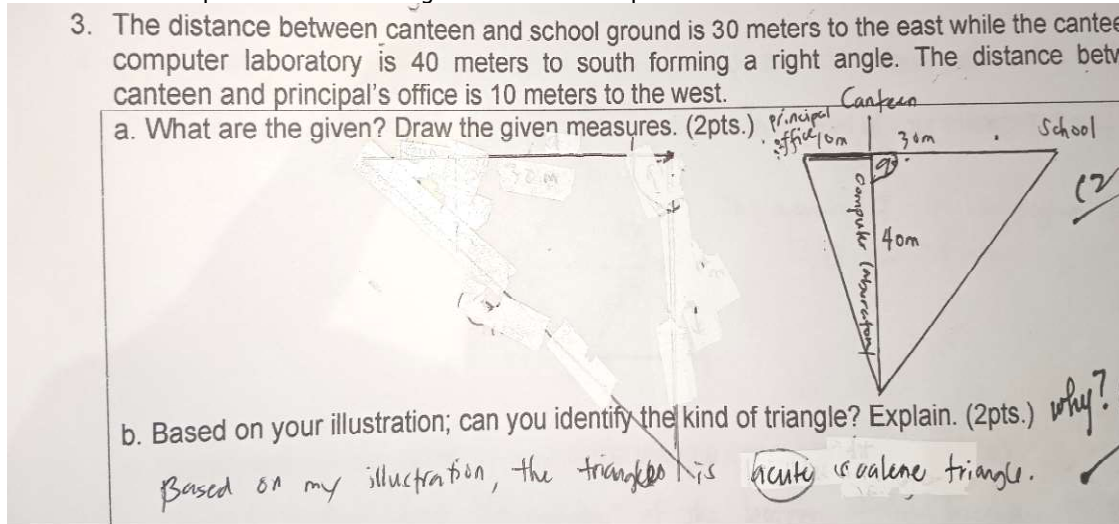 3. The distance between canteen and school ground is 30 meters to the east while the cantee
computer laboratory is 40 meters to south forming a right angle. The distance betw
canteen and principal's office is 10 meters to the west.
a. What are the given? Draw the given measures. (2pts.)
Canteen
principal
office 10m
30m
School
90°
(2
30 m
Computer laboratory
40m
b. Based on your illustration; can you identify the kind of triangle? Explain. (2pts.) why?
Based on my illustration, the triangles is acute scalene triangle.